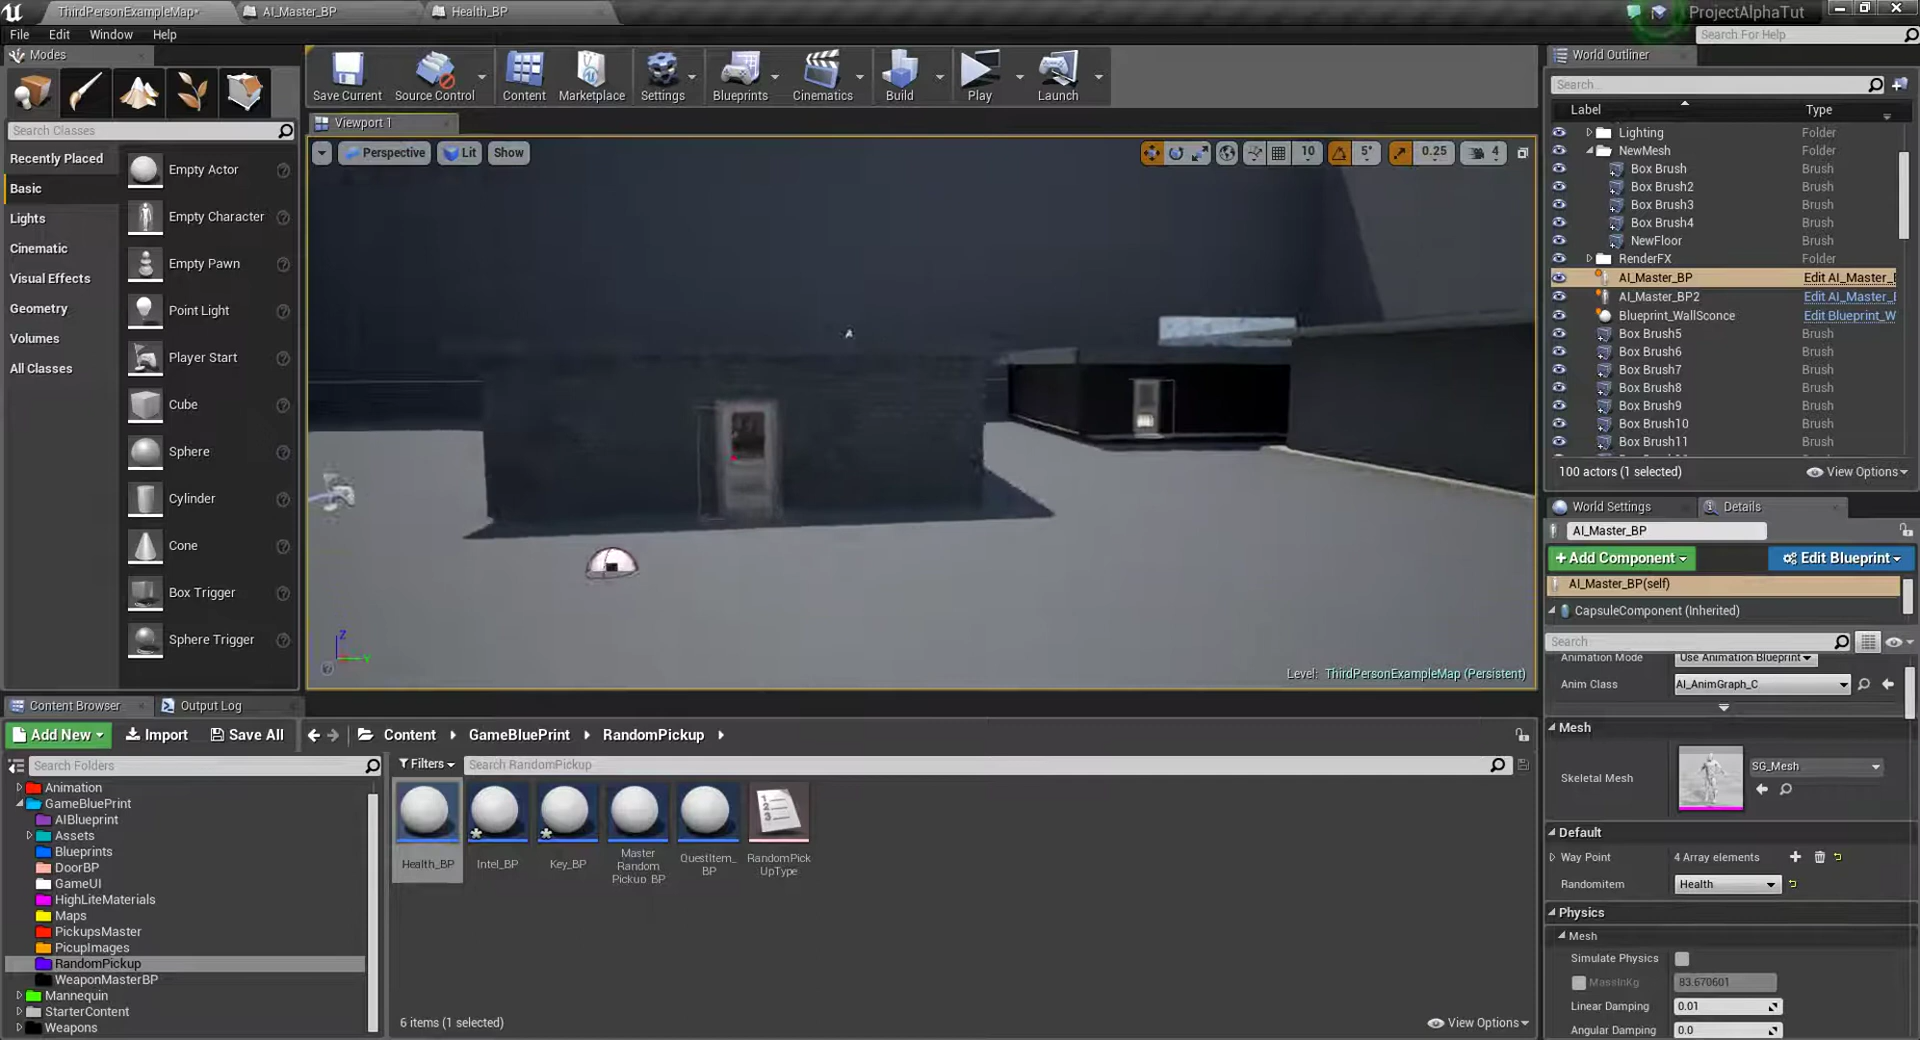 ThirdPersonExampleMap*
AI_Master_BP
Health_BP
ProjectAlphaTut
File Edit Window Help
Search For Help
Modes
Search Classes
Recently Placed
Basic
Lights
Cinematic
Visual Effects
Geometry
Volumes
All Classes
Empty Actor
Empty Character
Empty Pawn
Point Light
Player Start
Cube
Sphere
Cylinder
Cone
Box Trigger
Sphere Trigger
Save Current
Source Control
Content
Marketplace
Settings
Blueprints
Cinematics
Build
Play
Launch
Viewport 1
Perspective
Lit
Show
10
5°
0.25
4
Z
Level: ThirdPersonExampleMap (Persistent)
World Outliner
Search...
Label Type
Lighting Folder
NewMesh Folder
Box Brush Brush
Box Brush2 Brush
Box Brush3 Brush
Box Brush4 Brush
NewFloor Brush
RenderFX Folder
AI_Master_BP Edit AI_Master_
AI_Master_BP2 Edit AI_Master_
Blueprint_WallSconce Edit Blueprint_W
Box Brush5 Brush
Box Brush6 Brush
Box Brush7 Brush
Box Brush8 Brush
Box Brush9 Brush
Box Brush10 Brush
Box Brush11 Brush
100 actors (1 selected)
View Options
World Settings
Details
AI_Master_BP
+Add Component
Edit Blueprint
AI_Master_BP(self)
CapsuleComponent (Inherited)
Search
Animation Mode Use Animation Blueprint
Anim Class AI_AnimGraph_C
Mesh
Skeletal Mesh SG_Mesh
Default
Way Point 4 Array elements
Randomitem Health
Physics
Mesh
Simulate Physics
MassInKg 83.670601
Linear Damping 0.01
Angular Damping 0.0
Content Browser
Output Log
Add New
Import
Save All
Content
GameBluePrint
RandomPickup
Search Folders
Filters
Search RandomPickup
Animation
GameBluePrint
AIBlueprint
Assets
Blueprints
DoorBP
GameUI
HighLiteMaterials
Maps
PickupsMaster
PicupImages
RandomPickup
WeaponMasterBP
Mannequin
StarterContent
Weapons
Health_BP
Intel_BP
Key_BP
Master
Random
Pickup_BP
QuestItem_
BP
RandomPick
UpType
6 items (1 selected)
View Options